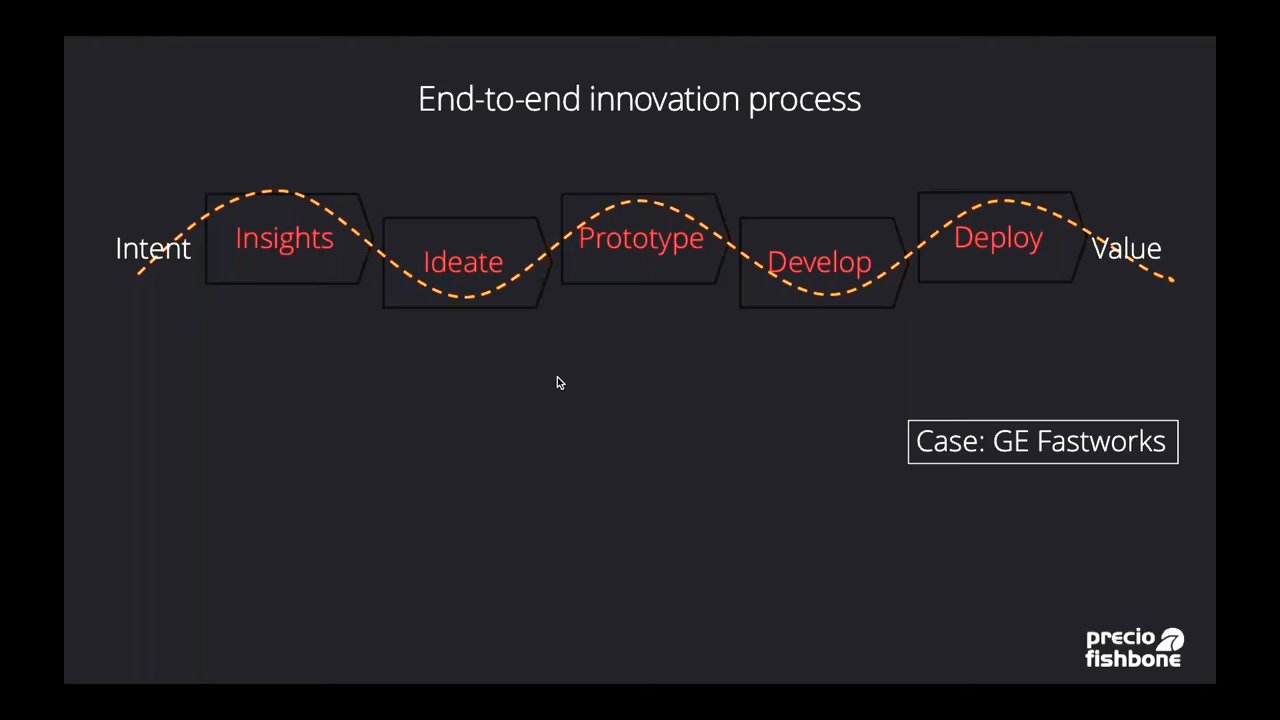 End-to-end innovation process
Intent
Insights
Ideate
Prototype
Develop
Deploy
Value
Case: GE Fastworks
precio
fishbone